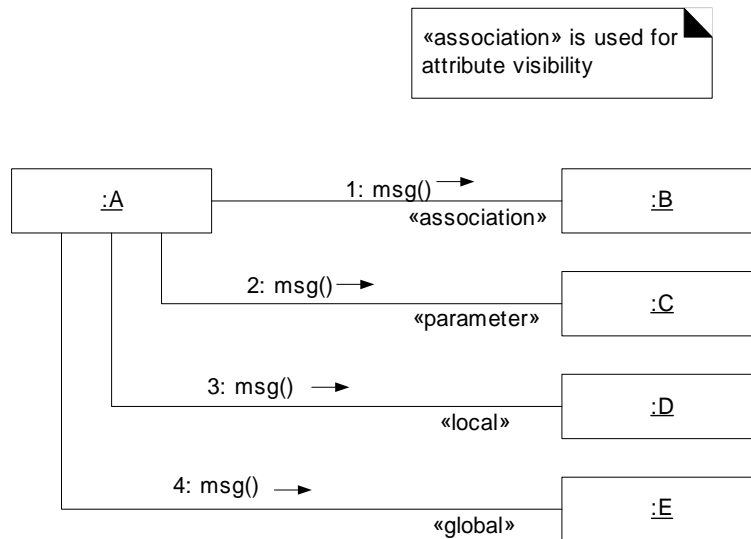 «association» is used for
attribute visibility
:A
1: msg()
«association»
:B
2: msg()
«parameter»
:C
3: msg()
«local»
:D
4: msg()
«global»
:E